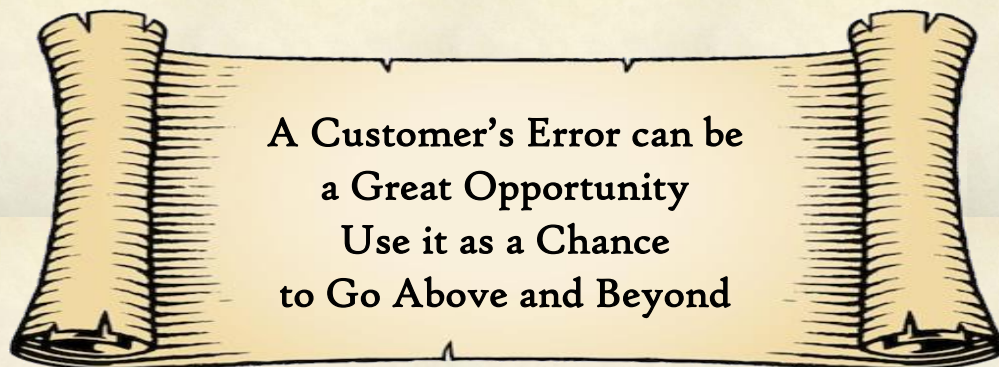 A Customer’s Error can be
a Great Opportunity
Use it as a Chance
to Go Above and Beyond